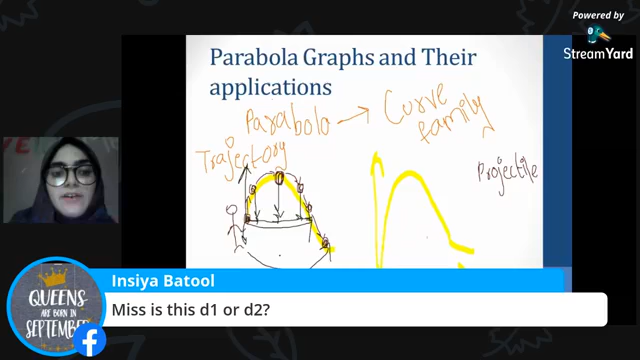 Powered by
StreamYard
Parabola Graphs and Their
applications
Parabola → Curve
family
Trajectory
Projectile
Insiya Batool
Miss is this d1 or d2?
QUEENS
ARE BORN IN
SEPTEMBER